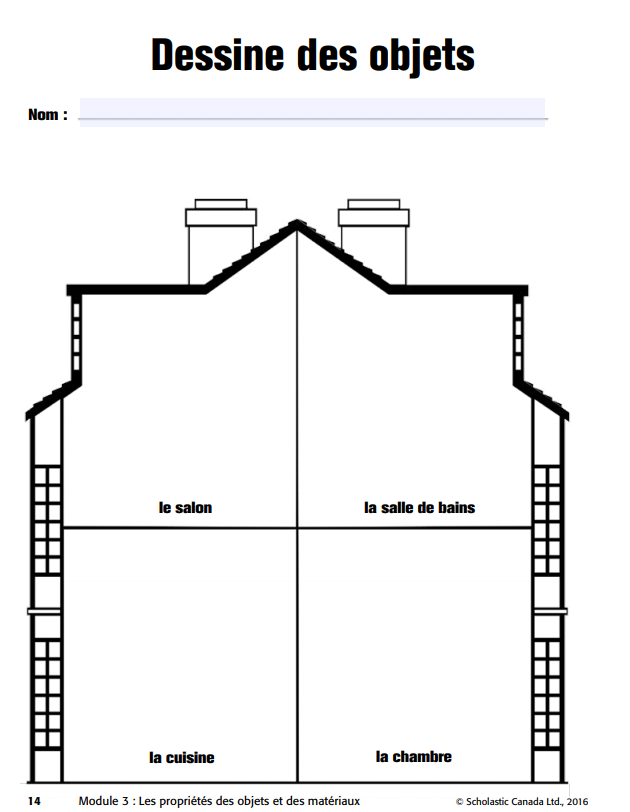 Dessine des objets
Nom :
le salon
la salle de bains
la cuisine
la chambre
14 Module 3 : Les propriétés des objets et des matériaux © Scholastic Canada Ltd., 2016